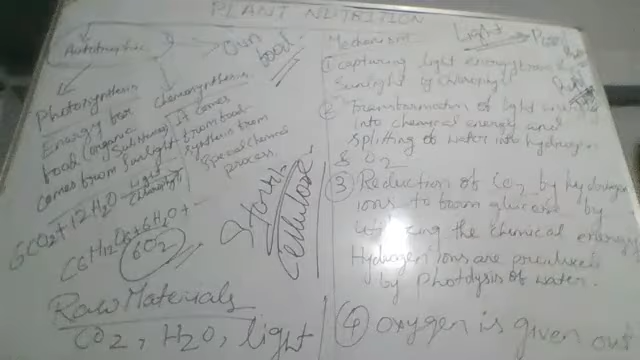 PLANT NUTRITION
Autotrophic
Own
food
Photosynthesis
Energy for
food (organic
Substances)
comes from Sunlight
Chemosynthesis
It comes
from food
synthesis from
special chemical
process.
6CO2 + 12H2O Light
Chlorophyll
C6H12O6 + 6H2O +
6O2
Starch
Cellulose
Raw Materials
CO2, H2O, light
Mechanism
Light
① Capturing light energy from
Sunlight by Chlorophyll
② Transformation of light
into chemical energy and
splitting of water into hydrogen
& O2
③ Reduction of CO2 by hydrogen
ions to form glucose by
utilizing the chemical energy
Hydrogen ions are produced
by photolysis of water.
④ oxygen is given out